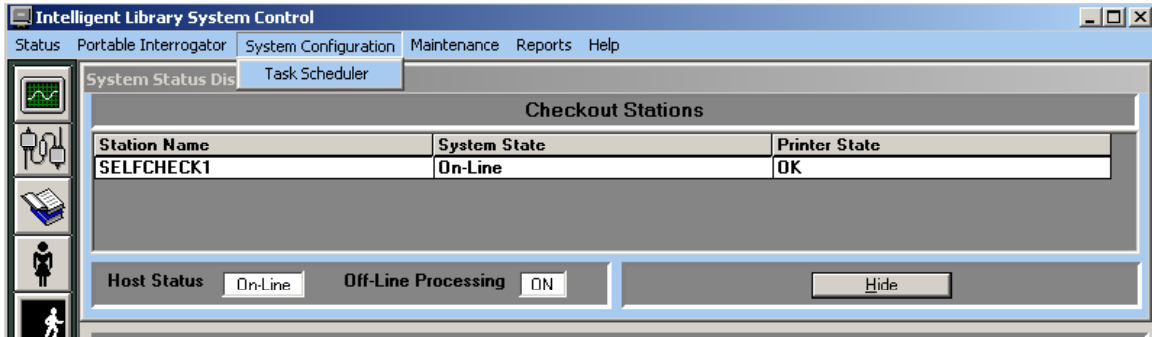 Intelligent Library System Control
Status Portable Interrogator System Configuration Maintenance Reports Help
Task Scheduler
System Status Dis
Checkout Stations
Station Name System State Printer State
SELFCHECK1 On-Line OK
Host Status On-Line Off-Line Processing ON Hide